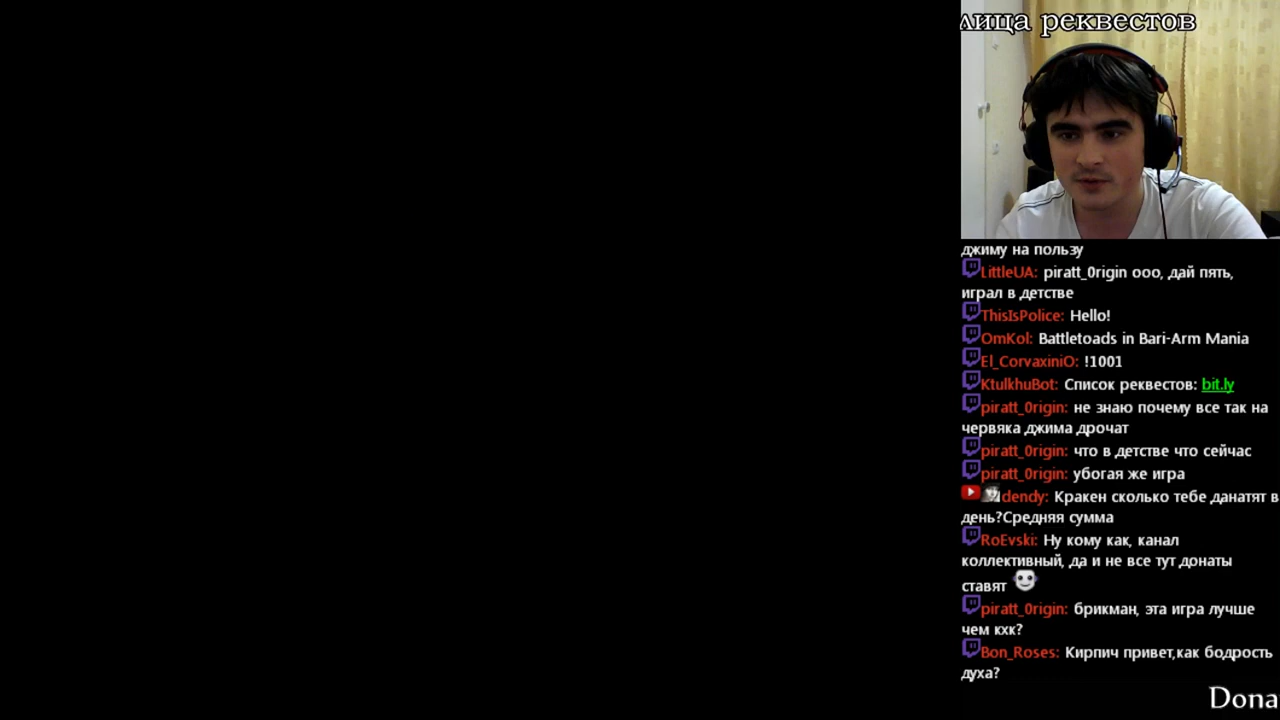 лица реквестов
джиму на пользу
LittleUA: piratt_0rigin ооо, дай пять,
играл в детстве
ThisIsPolice: Hello!
OmKol: Battletoads in Bari-Arm Mania
El_CorvaxiniO: !1001
KtulkhuBot: Список реквестов: bit.ly
piratt_0rigin: не знаю почему все так на
червяка джима дрочат
piratt_0rigin: что в детстве что сейчас
piratt_0rigin: убогая же игра
dendy: Кракен сколько тебе данатят в
день?Средняя сумма
RoEvski: Ну кому как, канал
коллективный, да и не все тут донаты
ставят
piratt_0rigin: брикман, эта игра лучше
чем кхк?
Bon_Roses: Кирпич привет,как бодрость
духа?
Dona